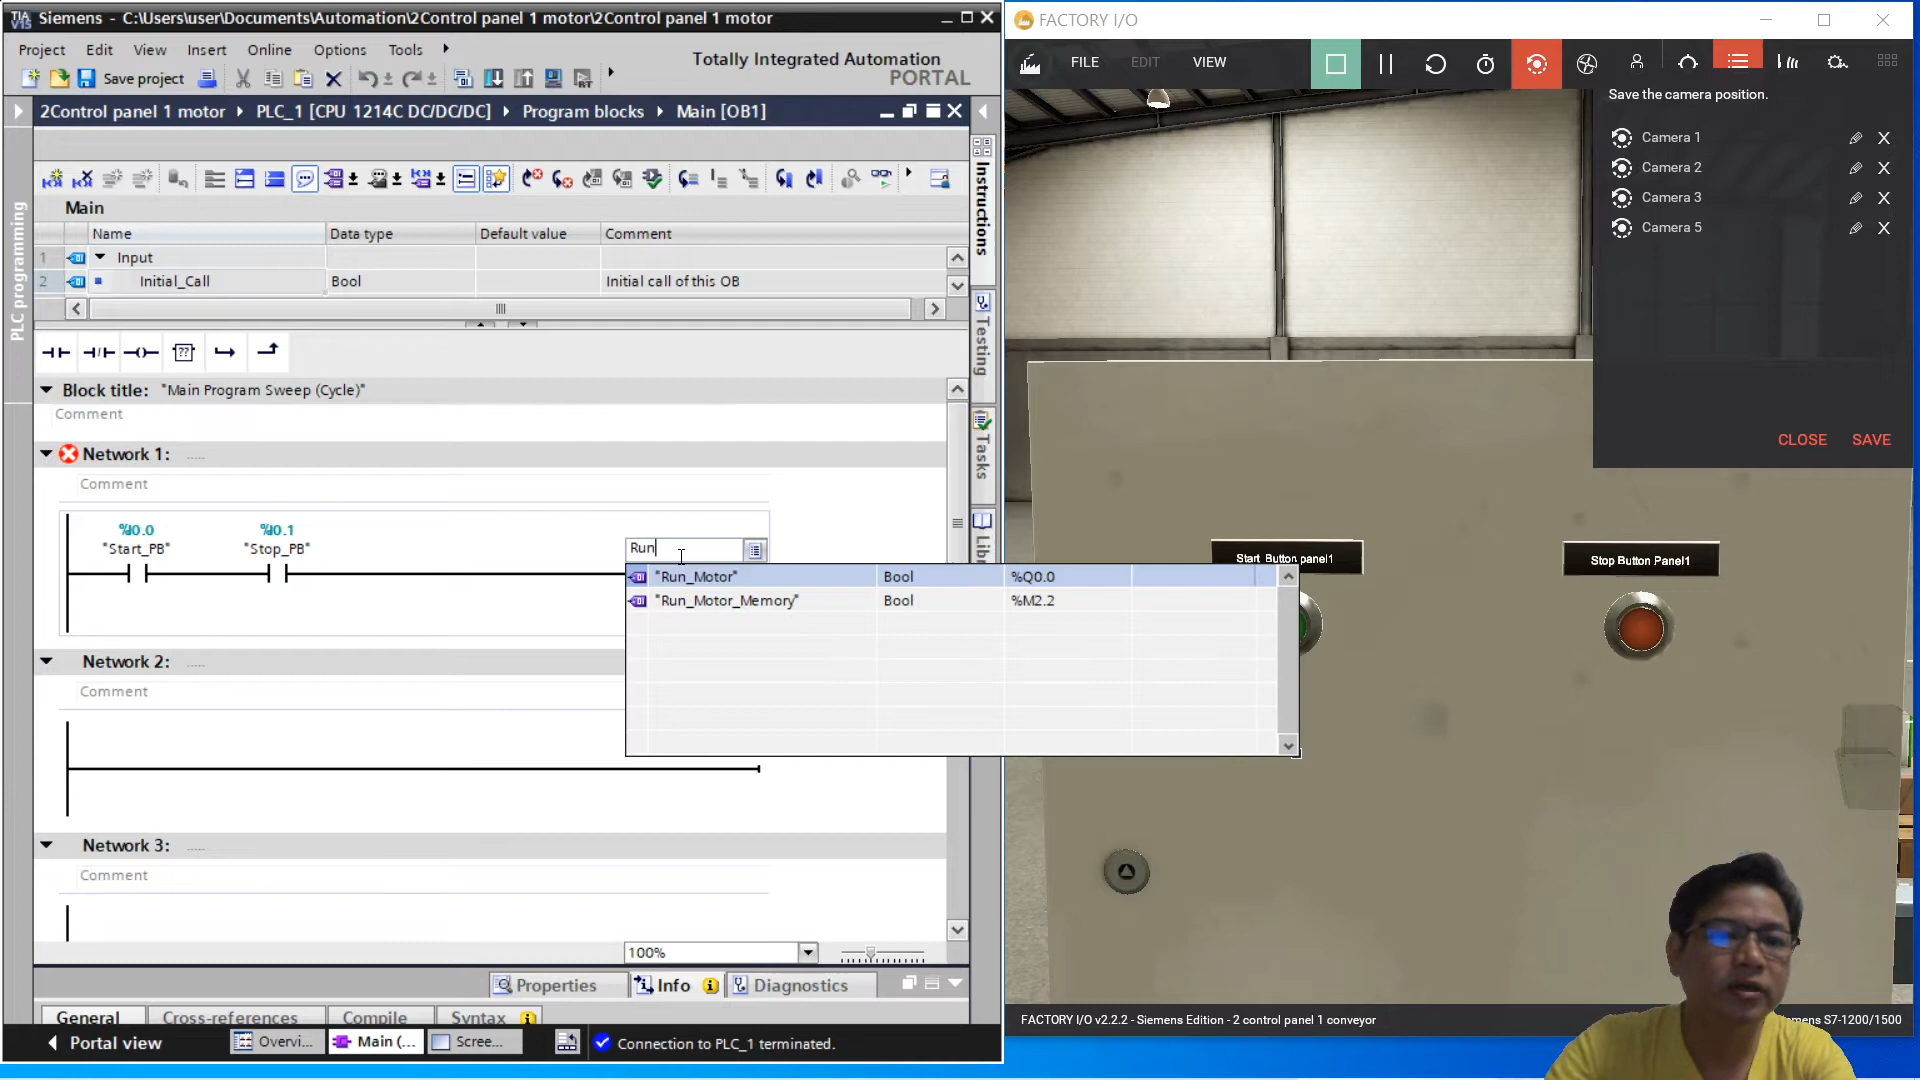 Siemens - C:\Users\user\Documents\Automation\2Control panel 1 motor\2Control panel 1 motor
Project Edit View Insert Online Options Tools
Totally Integrated Automation
PORTAL
Save project
2Control panel 1 motor PLC_1 [CPU 1214C DC/DC/DC] Program blocks Main [OB1]
PLC programming
Main
Name Data type Default value Comment
1 Input
2 Initial_Call Bool Initial call of this OB
Block title: "Main Program Sweep (Cycle)"
Comment
Network 1: .....
Comment
%I0.0 %I0.1
"Start_PB" "Stop_PB"
Run
"Run_Motor" Bool %Q0.0
"Run_Motor_Memory" Bool %M2.2
Network 2: .....
Comment
Network 3: .....
Comment
100%
Properties Info Diagnostics
General Cross-references Compile Syntax
Portal view Overvi... Main (... Scree... Connection to PLC_1 terminated.
Instructions
Testing
Tasks
FACTORY I/O
FILE EDIT VIEW
Save the camera position.
Camera 1
Camera 2
Camera 3
Camera 5
CLOSE SAVE
Start Button panel1
Stop Button Panel1
FACTORY I/O v2.2.2 - Siemens Edition - 2 control panel 1 conveyor
S7-1200/1500